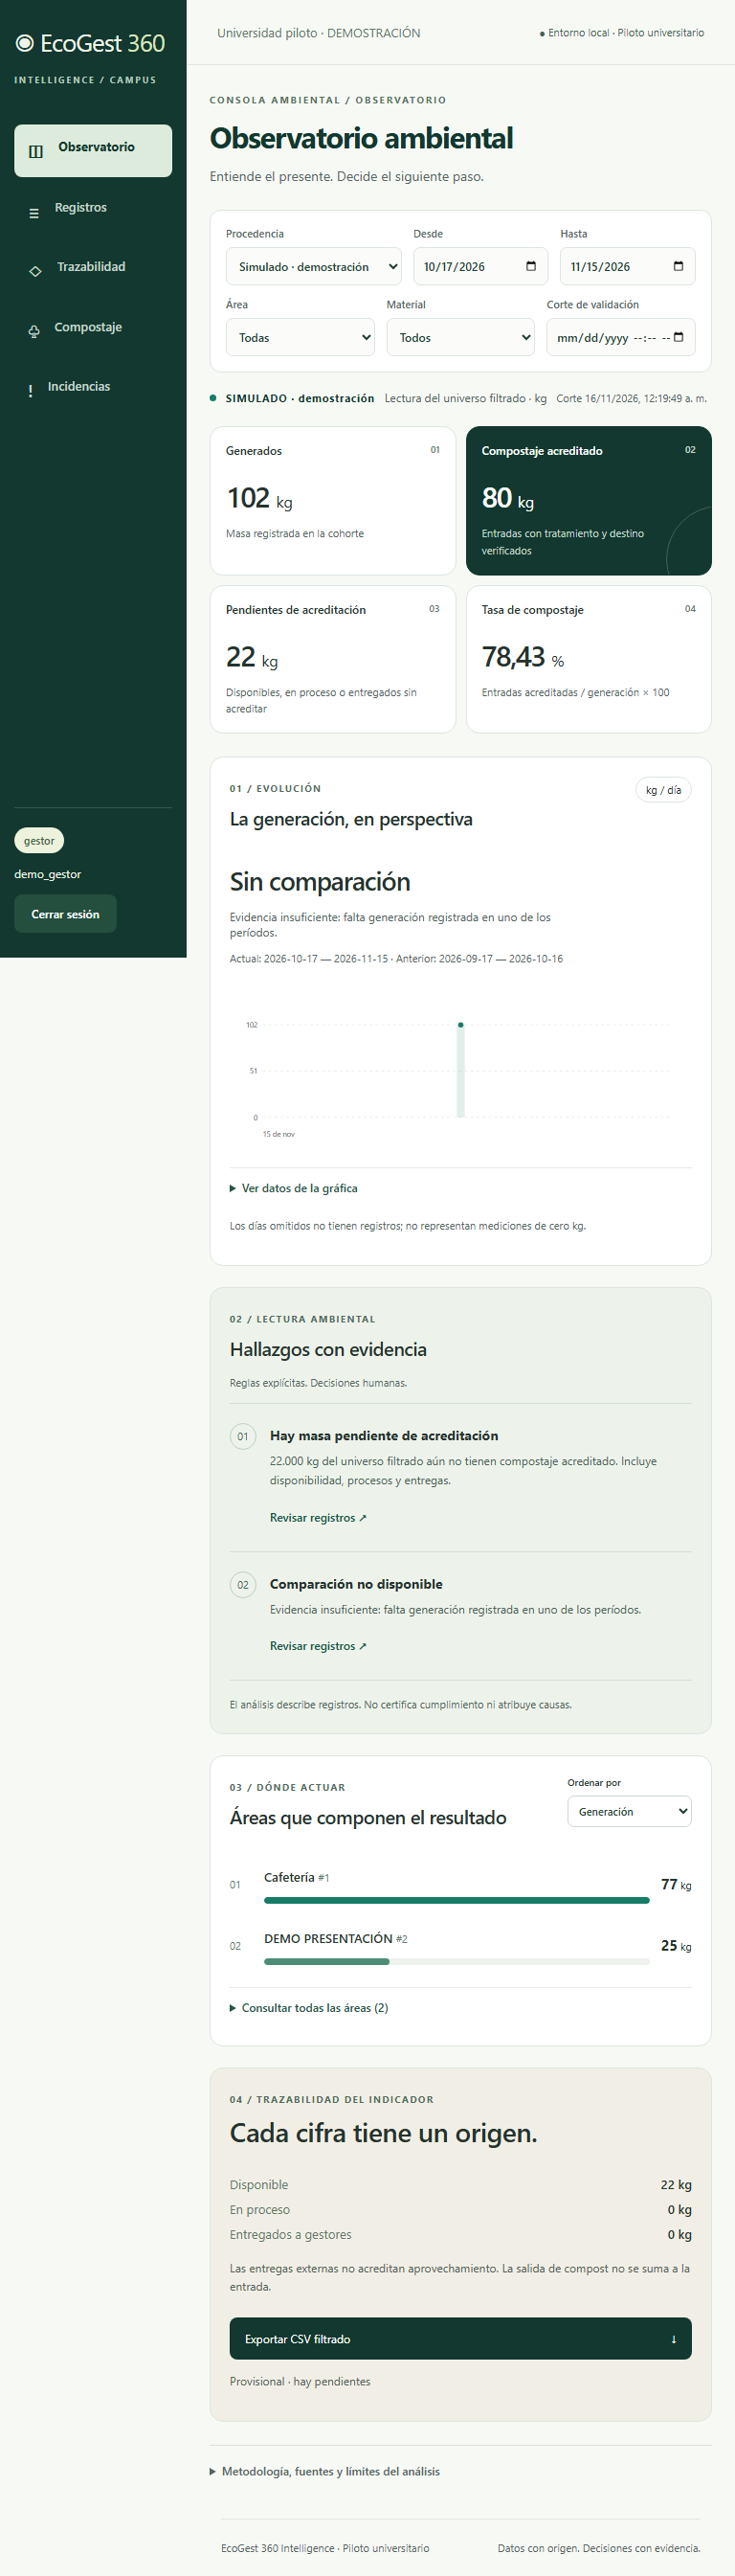 EcoGest 360
INTELLIGENCE / CAMPUS
Observatorio
Registros
Trazabilidad
Compostaje
Incidencias
gestor
demo_gestor
Cerrar sesión
Universidad piloto · DEMOSTRACIÓN
● Entorno local · Piloto universitario
CONSOLA AMBIENTAL / OBSERVATORIO
Observatorio ambiental
Entiende el presente. Decide el siguiente paso.
Procedencia
Desde
Hasta
Simulado · demostración
10/17/2026
11/15/2026
Área
Material
Corte de validación
Todas
Todos
mm/dd/yyyy --:-- --
SIMULADO · demostración Lectura del universo filtrado · kg Corte 16/11/2026, 12:19:49 a. m.
Generados 01
102 kg
Masa registrada en la cohorte
Compostaje acreditado 02
80 kg
Entradas con tratamiento y destino
verificados
Pendientes de acreditación 03
22 kg
Disponibles, en proceso o entregados sin
acreditar
Tasa de compostaje 04
78,43 %
Entradas acreditadas / generación × 100
01 / EVOLUCIÓN
kg / día
La generación, en perspectiva
Sin comparación
Evidencia insuficiente: falta generación registrada en uno de los
períodos.
Actual: 2026-10-17 — 2026-11-15 · Anterior: 2026-09-17 — 2026-10-16
102
51
0
15 de nov
Ver datos de la gráfica
Los días omitidos no tienen registros; no representan mediciones de cero kg.
02 / LECTURA AMBIENTAL
Hallazgos con evidencia
Reglas explícitas. Decisiones humanas.
01 Hay masa pendiente de acreditación
22.000 kg del universo filtrado aún no tienen compostaje acreditado. Incluye
disponibilidad, procesos y entregas.
Revisar registros ↗
02 Comparación no disponible
Evidencia insuficiente: falta generación registrada en uno de los períodos.
Revisar registros ↗
El análisis describe registros. No certifica cumplimiento ni atribuye causas.
03 / DÓNDE ACTUAR
Ordenar por
Áreas que componen el resultado
Generación
01 Cafetería #1 77 kg
02 DEMO PRESENTACIÓN #2 25 kg
Consultar todas las áreas (2)
04 / TRAZABILIDAD DEL INDICADOR
Cada cifra tiene un origen.
Disponible 22 kg
En proceso 0 kg
Entregados a gestores 0 kg
Las entregas externas no acreditan aprovechamiento. La salida de compost no se suma a la
entrada.
Exportar CSV filtrado ↓
Provisional · hay pendientes
Metodología, fuentes y límites del análisis
EcoGest 360 Intelligence · Piloto universitario
Datos con origen. Decisiones con evidencia.